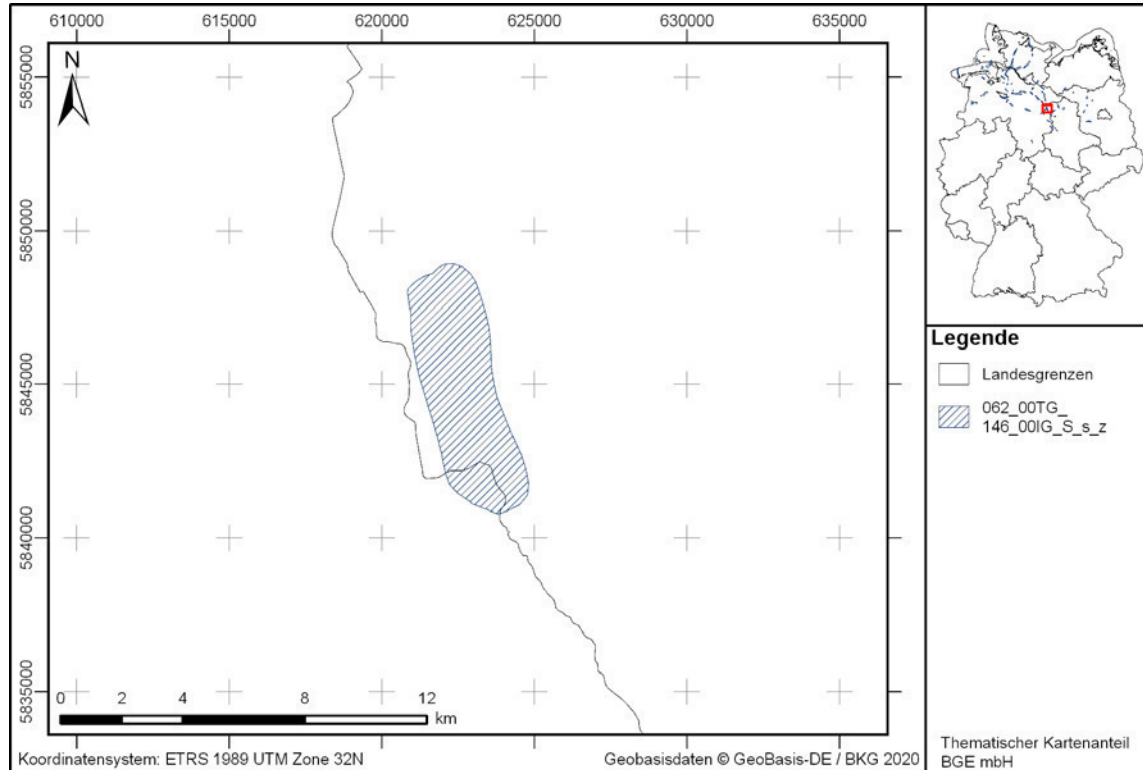 610000 615000 620000 625000 630000 635000
N
5855000
5850000
5845000
5840000
5835000
0 2 4 8 12
km
Koordinatensystem: ETRS 1989 UTM Zone 32N
Geobasisdaten © GeoBasis-DE / BKG 2020
Legende
Landesgrenzen
062_00TG_
146_00IG_S_s_z
Thematischer Kartenanteil
BGE mbH